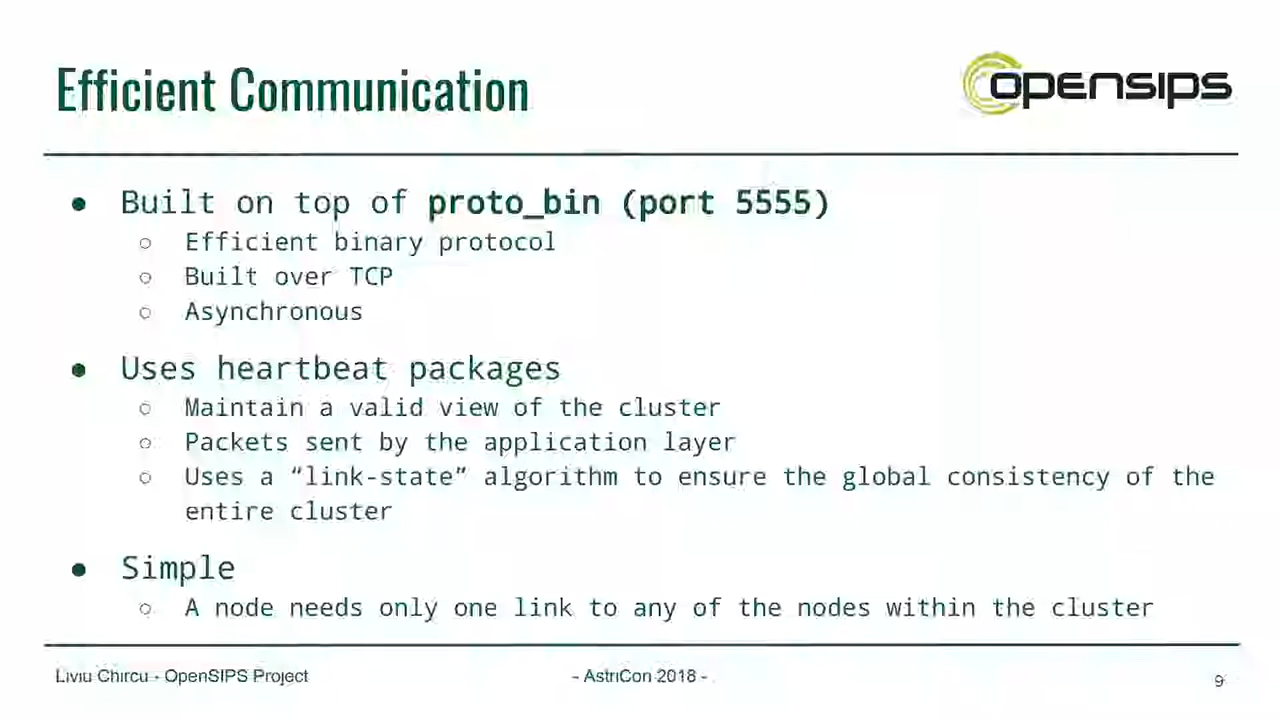 Efficient Communication
opensips
● Built on top of proto_bin (port 5555)
○ Efficient binary protocol
○ Built over TCP
○ Asynchronous
● Uses heartbeat packages
○ Maintain a valid view of the cluster
○ Packets sent by the application layer
○ Uses a “link-state” algorithm to ensure the global consistency of the
entire cluster
● Simple
○ A node needs only one link to any of the nodes within the cluster
Liviu Chircu - OpenSIPS Project
- AstriCon 2018 -
9